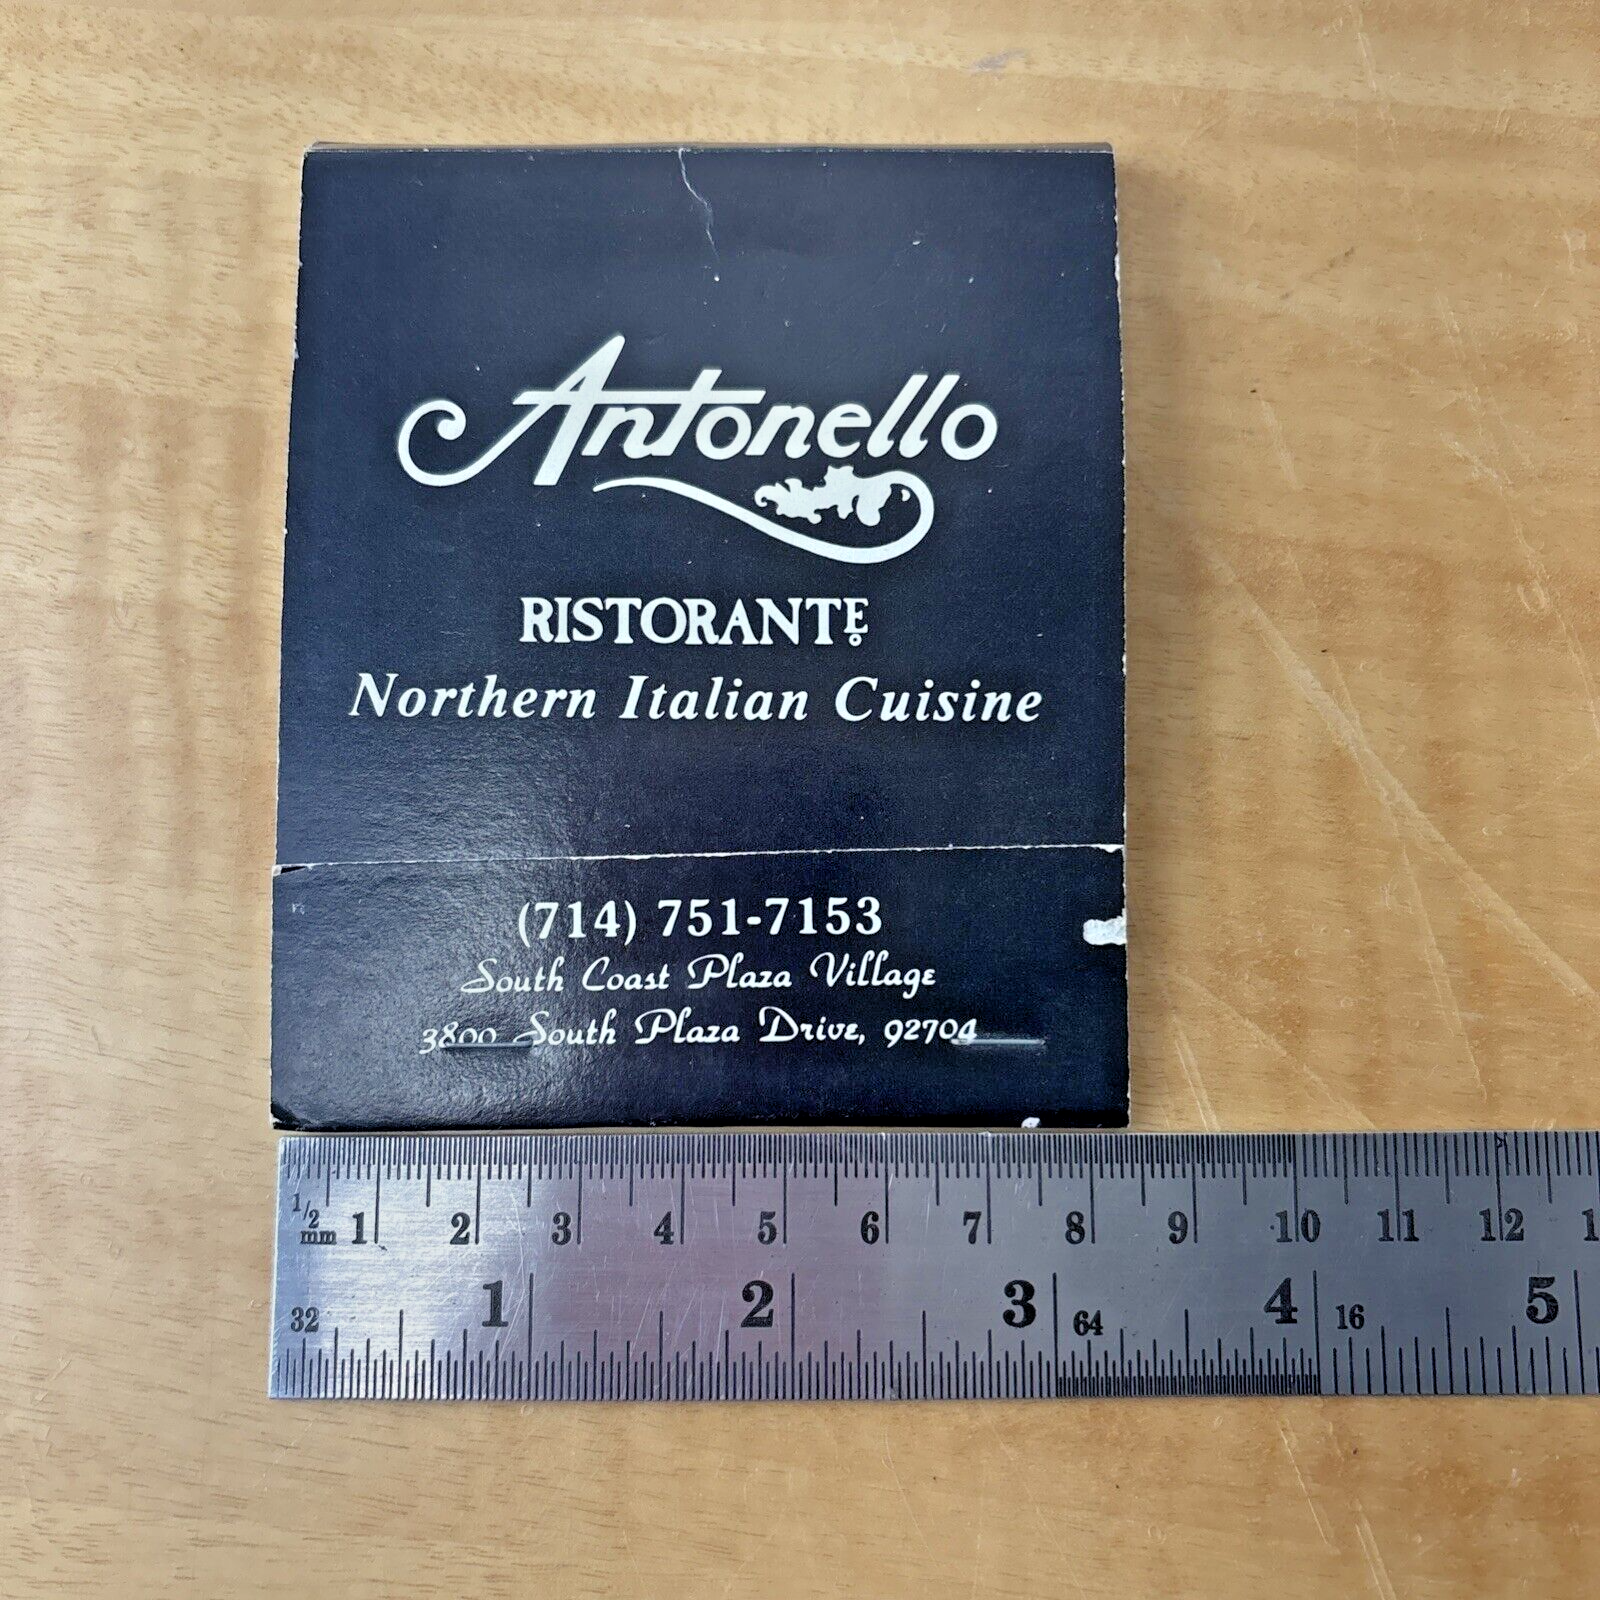 Antonello
RISTORANTE
Northern Italian Cuisine
(714) 751-7153
South Coast Plaza Village
3800 South Plaza Drive, 92704
1/2 mm 1 2 3 4 5 6 7 8 9 10 11 12 1
32 1 2 3 64 4 16 5